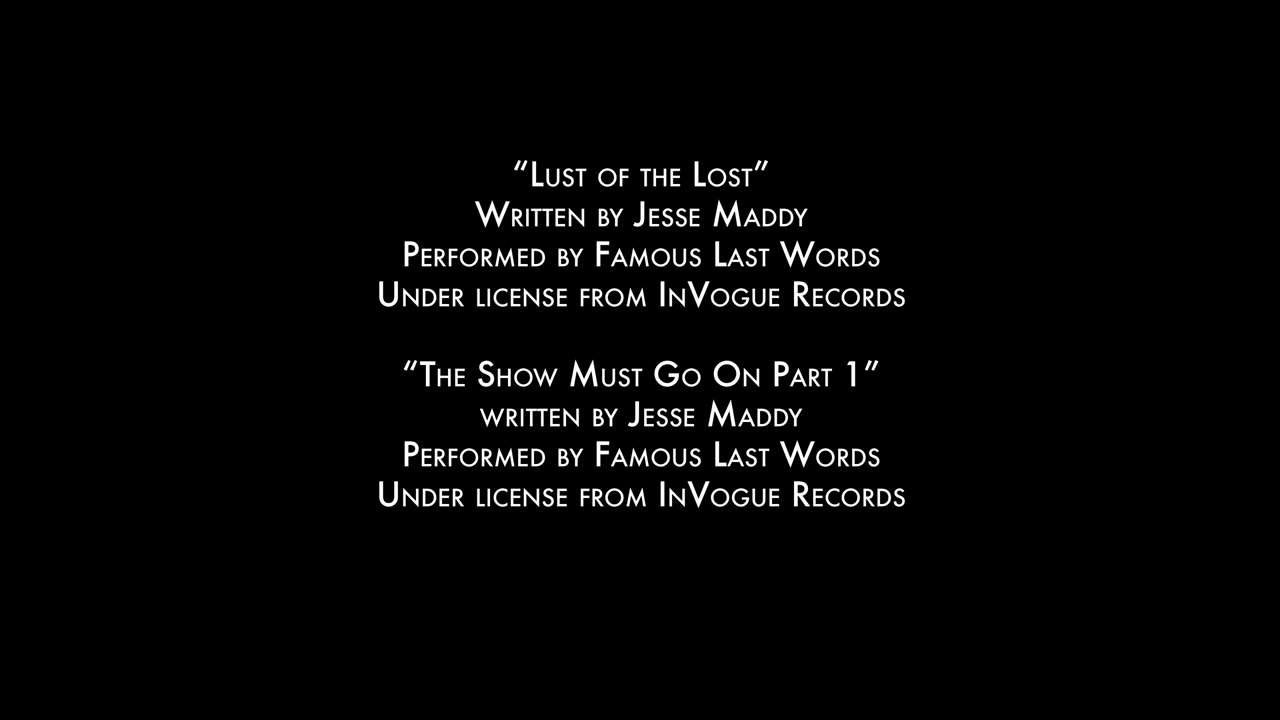 “Lust of the Lost”
Written by Jesse Maddy
Performed by Famous Last Words
Under license from InVogue Records
“The Show Must Go On Part 1”
written by Jesse Maddy
Performed by Famous Last Words
Under license from InVogue Records